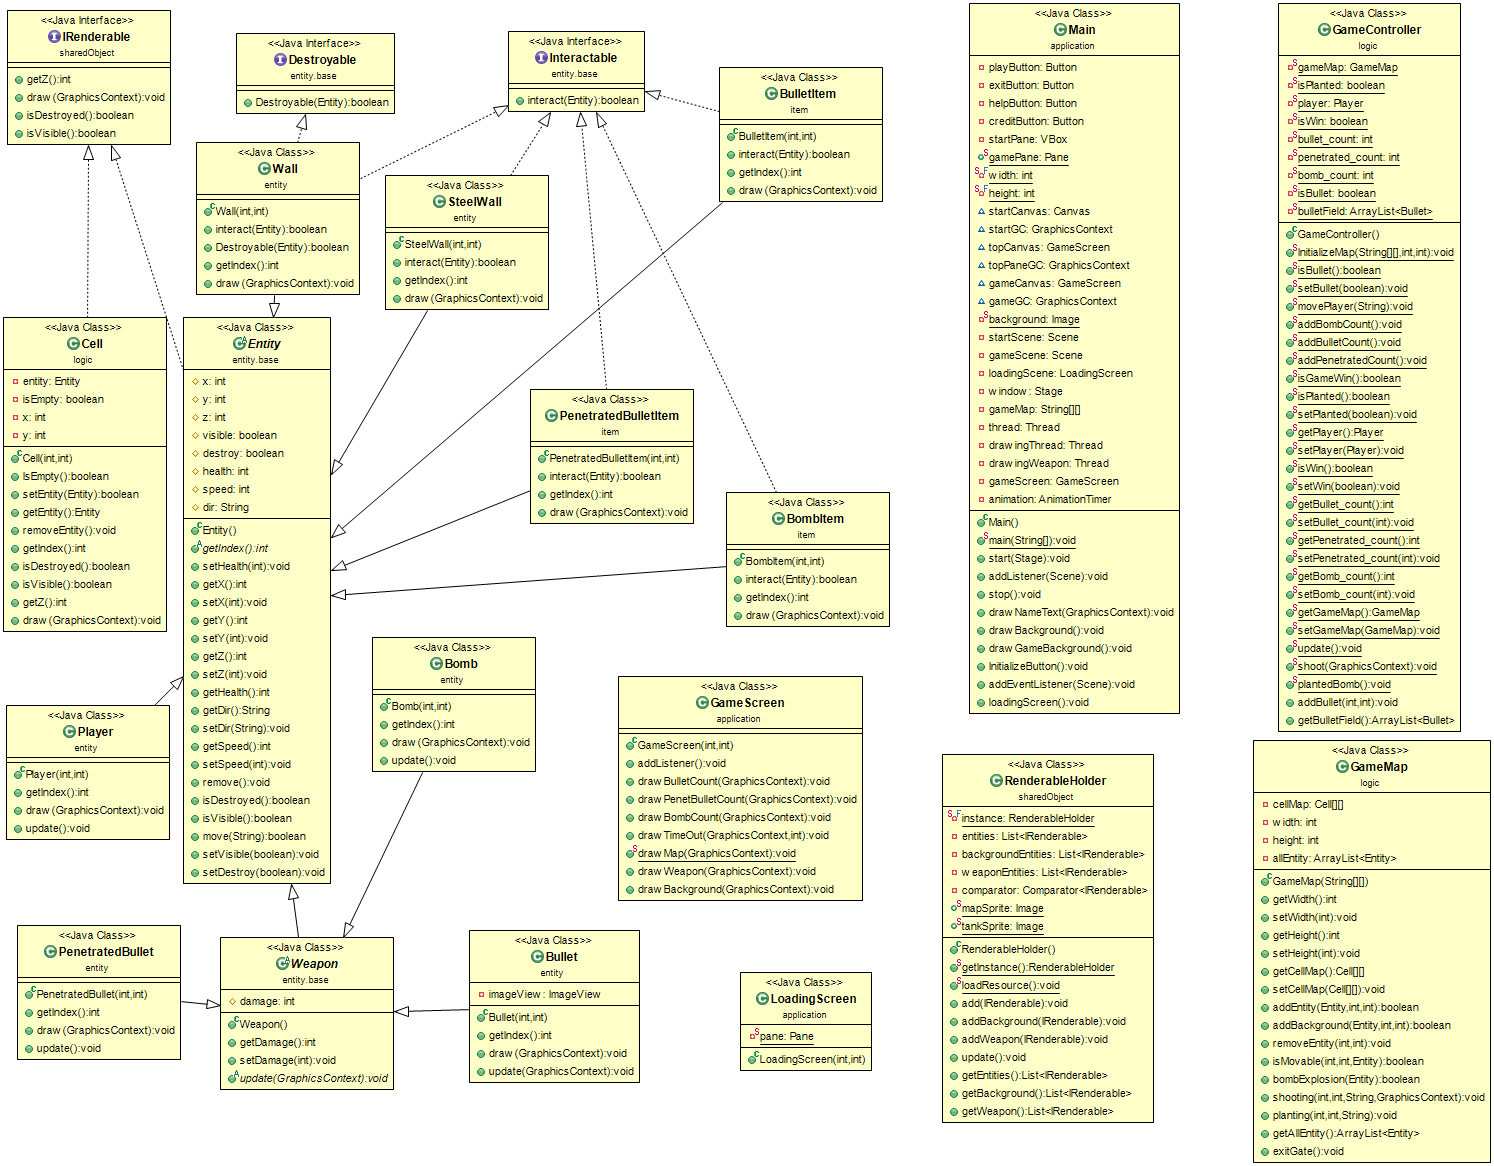 <<Java Interface>>
IRenderable
sharedObject
getZ():int
draw(GraphicsContext):void
isDestroyed():boolean
isVisible():boolean
<<Java Interface>>
Destroyable
entity.base
Destroyable(Entity):boolean
<<Java Interface>>
Interactable
entity.base
interact(Entity):boolean
<<Java Class>>
BulletItem
item
BulletItem(int,int)
interact(Entity):boolean
getIndex():int
draw(GraphicsContext):void
<<Java Class>>
Wall
entity
Wall(int,int)
interact(Entity):boolean
Destroyable(Entity):boolean
getIndex():int
draw(GraphicsContext):void
<<Java Class>>
SteelWall
entity
SteelWall(int,int)
interact(Entity):boolean
getIndex():int
draw(GraphicsContext):void
<<Java Class>>
Cell
logic
entity: Entity
isEmpty: boolean
x: int
y: int
Cell(int,int)
IsEmpty():boolean
setEntity(Entity):boolean
getEntity():Entity
removeEntity():void
getIndex():int
isDestroyed():boolean
isVisible():boolean
getZ():int
draw(GraphicsContext):void
<<Java Class>>
Entity
entity.base
x: int
y: int
z: int
visible: boolean
destroy: boolean
health: int
speed: int
dir: String
Entity()
getIndex():int
setHealth(int):void
getX():int
setX(int):void
getY():int
setY(int):void
getZ():int
setZ(int):void
getHealth():int
getDir():String
setDir(String):void
getSpeed():int
setSpeed(int):void
remove():void
isDestroyed():boolean
isVisible():boolean
move(String):boolean
setVisible(boolean):void
setDestroy(boolean):void
<<Java Class>>
PenetratedBulletItem
item
PenetratedBulletItem(int,int)
interact(Entity):boolean
getIndex():int
draw(GraphicsContext):void
<<Java Class>>
BombItem
item
BombItem(int,int)
interact(Entity):boolean
getIndex():int
draw(GraphicsContext):void
<<Java Class>>
Player
entity
Player(int,int)
getIndex():int
draw(GraphicsContext):void
update():void
<<Java Class>>
Bomb
entity
Bomb(int,int)
getIndex():int
draw(GraphicsContext):void
update():void
<<Java Class>>
GameScreen
application
GameScreen(int,int)
addListener():void
drawBulletCount(GraphicsContext):void
drawPenetBulletCount(GraphicsContext):void
drawBombCount(GraphicsContext):void
drawTimeOut(GraphicsContext,int):void
drawMap(GraphicsContext):void
drawWeapon(GraphicsContext):void
drawBackground(GraphicsContext):void
<<Java Class>>
PenetratedBullet
entity
PenetratedBullet(int,int)
getIndex():int
draw(GraphicsContext):void
update():void
<<Java Class>>
Weapon
entity.base
damage: int
Weapon()
getDamage():int
setDamage(int):void
update(GraphicsContext):void
<<Java Class>>
Bullet
entity
imageView: ImageView
Bullet(int,int)
getIndex():int
draw(GraphicsContext):void
update(GraphicsContext):void
<<Java Class>>
LoadingScreen
application
pane: Pane
LoadingScreen(int,int)
<<Java Class>>
Main
application
playButton: Button
exitButton: Button
helpButton: Button
creditButton: Button
startPane: VBox
gamePane: Pane
width: int
height: int
startCanvas: Canvas
startGC: GraphicsContext
topCanvas: GameScreen
topPaneGC: GraphicsContext
gameCanvas: GameScreen
gameGC: GraphicsContext
background: Image
startScene: Scene
gameScene: Scene
loadingScene: LoadingScreen
window: Stage
gameMap: String[][]
thread: Thread
drawingThread: Thread
drawingWeapon: Thread
gameScreen: GameScreen
animation: AnimationTimer
Main()
main(String[]):void
start(Stage):void
addListener(Scene):void
stop():void
drawNameText(GraphicsContext):void
drawBackground():void
drawGameBackground():void
InitializeButton():void
addEventListener(Scene):void
loadingScreen():void
<<Java Class>>
GameController
logic
gameMap: GameMap
isPlanted: boolean
player: Player
isWin: boolean
bullet_count: int
penetrated_count: int
bomb_count: int
isBullet: boolean
bulletField: ArrayList<Bullet>
GameController()
InitializeMap(String[][],int,int):void
isBullet():boolean
setBullet(boolean):void
movePlayer(String):void
addBombCount():void
addBulletCount():void
addPenetratedCount():void
isGameWin():boolean
isPlanted():boolean
setPlanted(boolean):void
getPlayer():Player
setPlayer(Player):void
isWin():boolean
setWin(boolean):void
getBullet_count():int
setBullet_count(int):void
getPenetrated_count():int
setPenetrated_count(int):void
getBomb_count():int
setBomb_count(int):void
getGameMap():GameMap
setGameMap(GameMap):void
update():void
shoot(GraphicsContext):void
plantedBomb():void
addBullet(int,int):void
getBulletField():ArrayList<Bullet>
<<Java Class>>
RenderableHolder
sharedObject
instance: RenderableHolder
entities: List<IRenderable>
backgroundEntities: List<IRenderable>
weaponEntities: List<IRenderable>
comparator: Comparator<IRenderable>
mapSprite: Image
tankSprite: Image
RenderableHolder()
getInstance():RenderableHolder
loadResource():void
add(IRenderable):void
addBackground(IRenderable):void
addWeapon(IRenderable):void
update():void
getEntities():List<IRenderable>
getBackground():List<IRenderable>
getWeapon():List<IRenderable>
<<Java Class>>
GameMap
logic
cellMap: Cell[][]
width: int
height: int
allEntity: ArrayList<Entity>
GameMap(String[][])
getWidth():int
setWidth(int):void
getHeight():int
setHeight(int):void
getCellMap():Cell[][]
setCellMap(Cell[][]):void
addEntity(Entity,int,int):boolean
addBackground(Entity,int,int):boolean
removeEntity(int,int):void
isMovable(int,int,Entity):boolean
bombExplosion(Entity):boolean
shooting(int,int,String,GraphicsContext):void
planting(int,int,String):void
getAllEntity():ArrayList<Entity>
exitGate():void